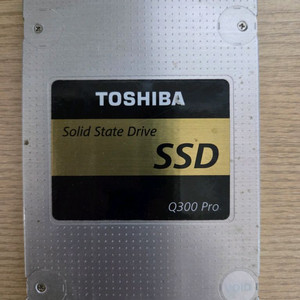 TOSHIBA
Solid State Drive
SSD
Q300 Pro